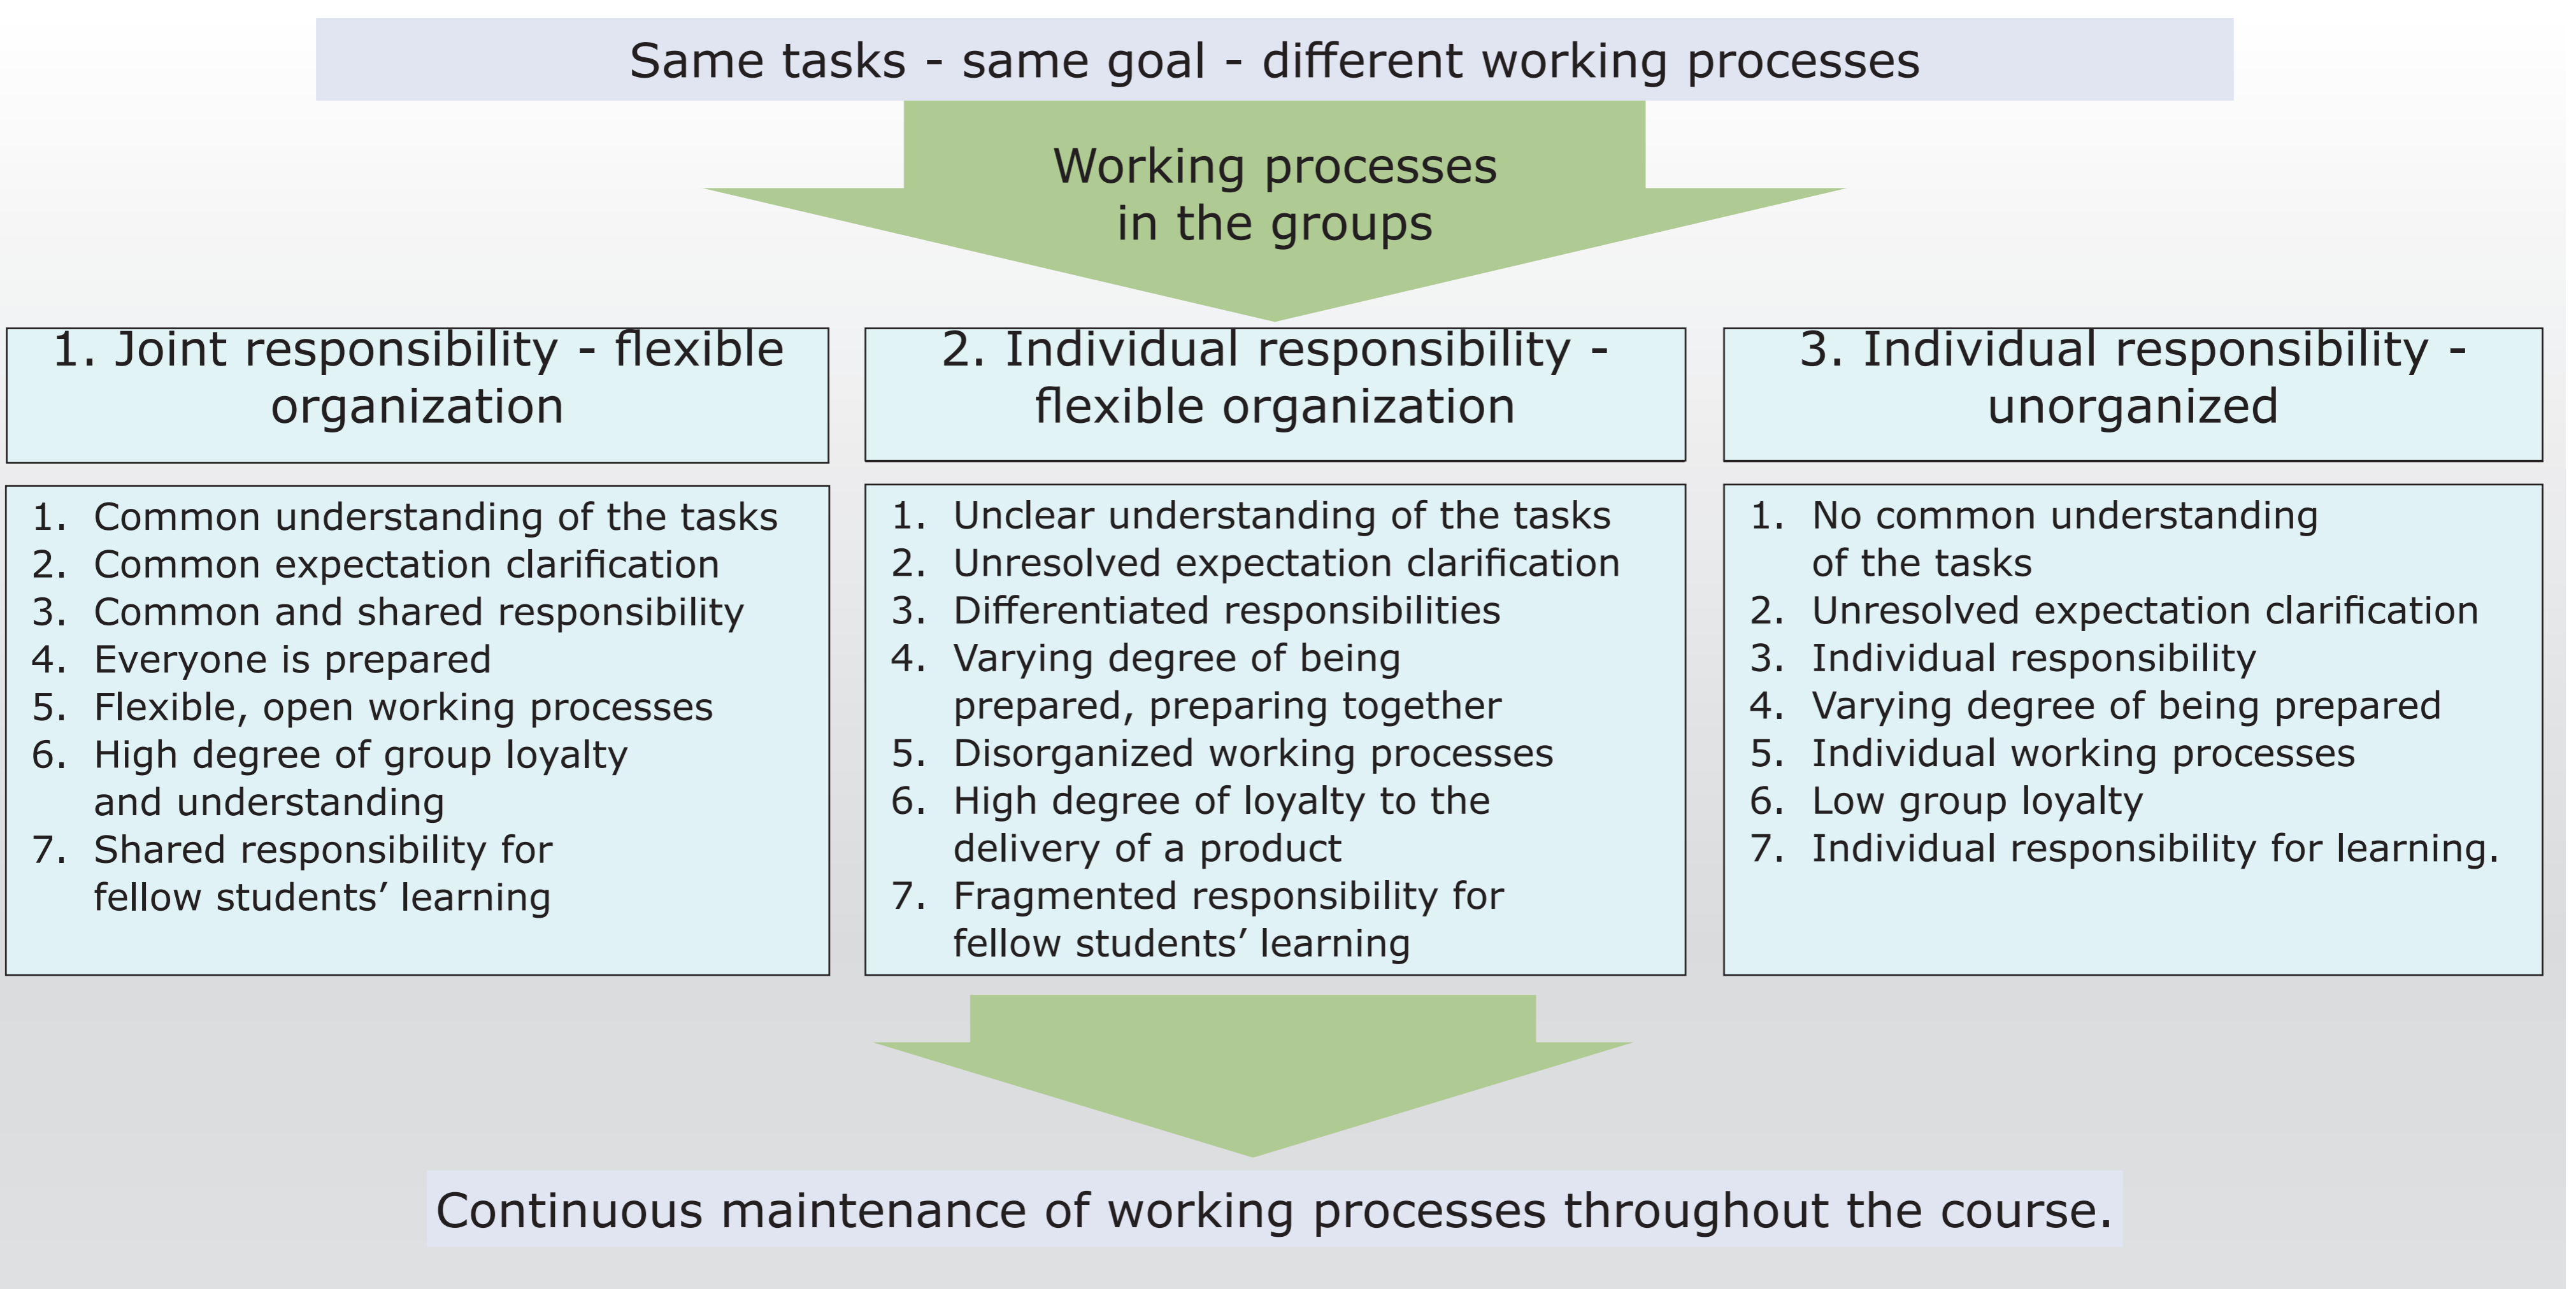 Same tasks - same goal - different working processes
Working processes
in the groups
1. Joint responsibility - flexible
organization
2. Individual responsibility -
flexible organization
3. Individual responsibility -
unorganized
1. Common understanding of the tasks
2. Common expectation clarification
3. Common and shared responsibility
4. Everyone is prepared
5. Flexible, open working processes
6. High degree of group loyalty
and understanding
7. Shared responsibility for
fellow students’ learning
1. Unclear understanding of the tasks
2. Unresolved expectation clarification
3. Differentiated responsibilities
4. Varying degree of being
prepared, preparing together
5. Disorganized working processes
6. High degree of loyalty to the
delivery of a product
7. Fragmented responsibility for
fellow students’ learning
1. No common understanding
of the tasks
2. Unresolved expectation clarification
3. Individual responsibility
4. Varying degree of being prepared
5. Individual working processes
6. Low group loyalty
7. Individual responsibility for learning.
Continuous maintenance of working processes throughout the course.